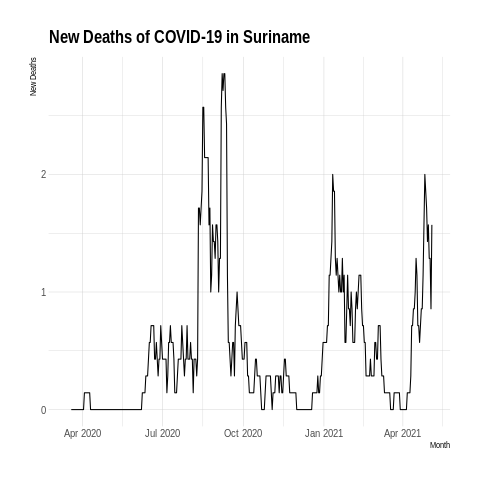 New Deaths of COVID-19 in Suriname
New Deaths
2
1
0
Apr 2020 Jul 2020 Oct 2020 Jan 2021 Apr 2021
Month